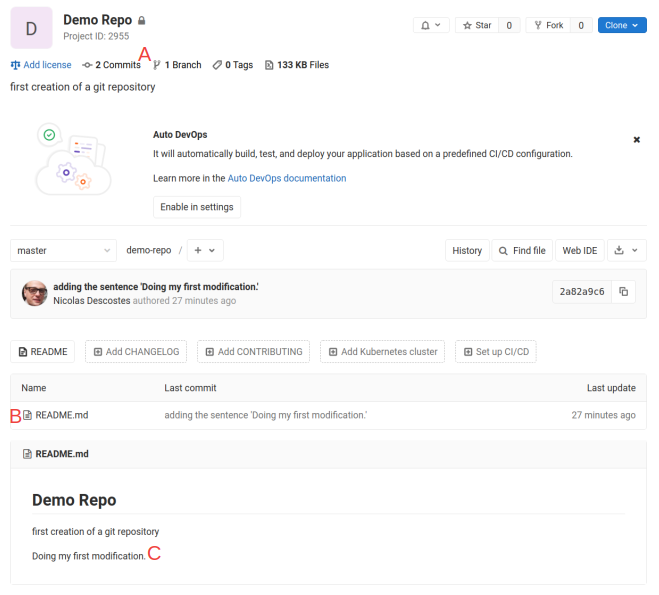 D
Demo Repo
Project ID: 2955
Star 0
Fork 0
Clone
A
Add license
2 Commits
1 Branch
0 Tags
133 KB Files
first creation of a git repository
Auto DevOps
It will automatically build, test, and deploy your application based on a predefined CI/CD configuration.
Learn more in the Auto DevOps documentation
Enable in settings
master
demo-repo /
History
Find file
Web IDE
adding the sentence 'Doing my first modification.'
Nicolas Descostes authored 27 minutes ago
2a82a9c6
README
Add CHANGELOG
Add CONTRIBUTING
Add Kubernetes cluster
Set up CI/CD
Name Last commit Last update
B README.md adding the sentence 'Doing my first modification.' 27 minutes ago
README.md
Demo Repo
first creation of a git repository
Doing my first modification. C